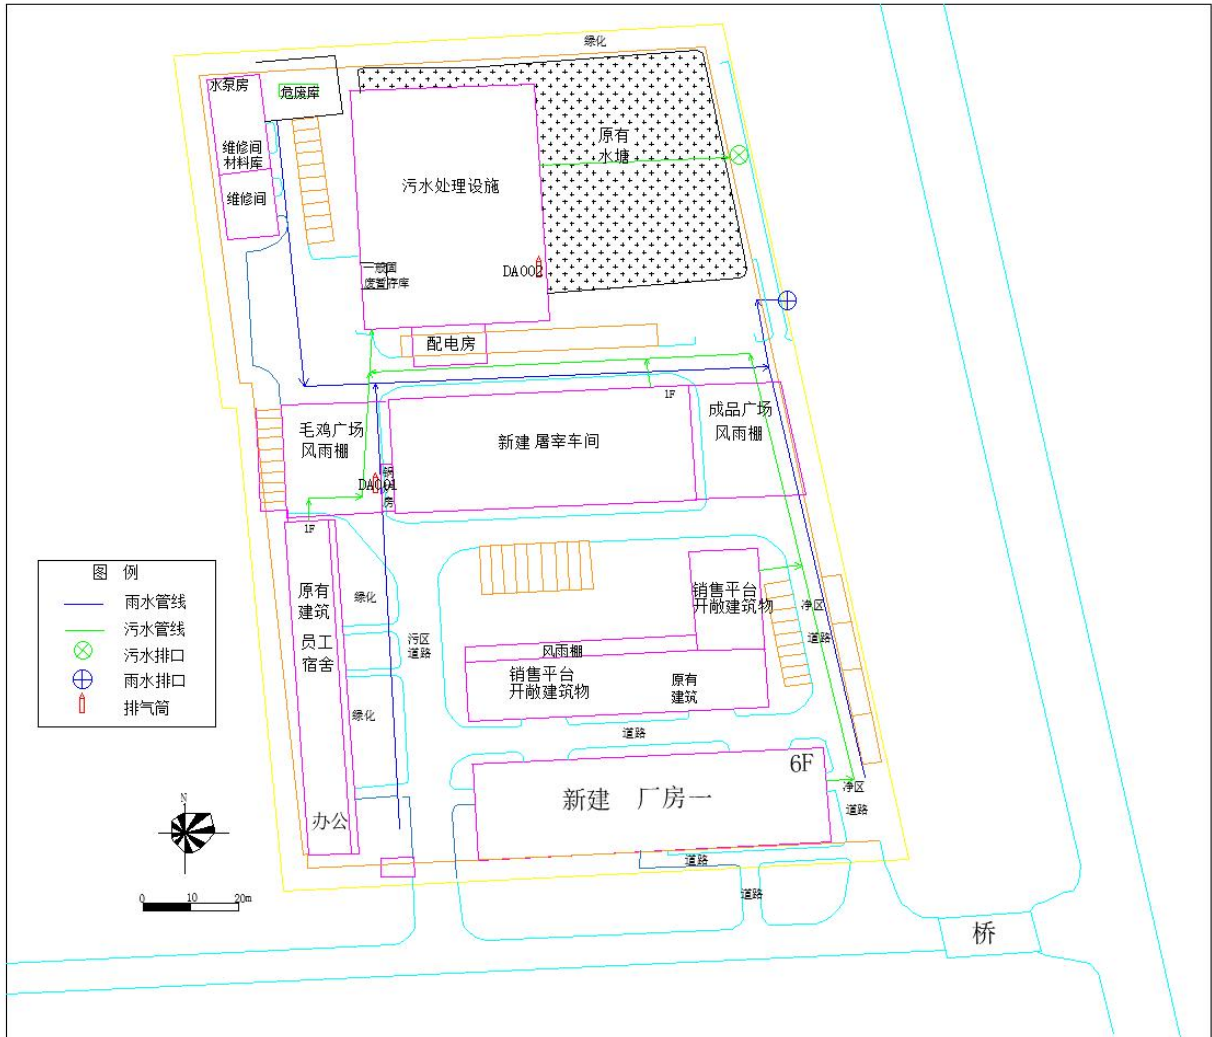 绿化
水泵房
危废库
原有
水塘
维修间
材料库
维修间
污水处理设施
一般固
废暂存库
DA002
配电房
1F
毛鸡广场
风雨棚
新建 屠宰车间
成品广场
风雨棚
锅
房
DA001
1F
图 例
雨水管线
污水管线
污水排口
雨水排口
排气筒
原有
建筑
员工
宿舍
绿化
污区
道路
绿化
销售平台
开敞建筑物
净区
道路
风雨棚
销售平台
开敞建筑物
原有
建筑
道路
6F
新建 厂房一
净区
道路
办公
N
0 10 20m
道路
道路
桥